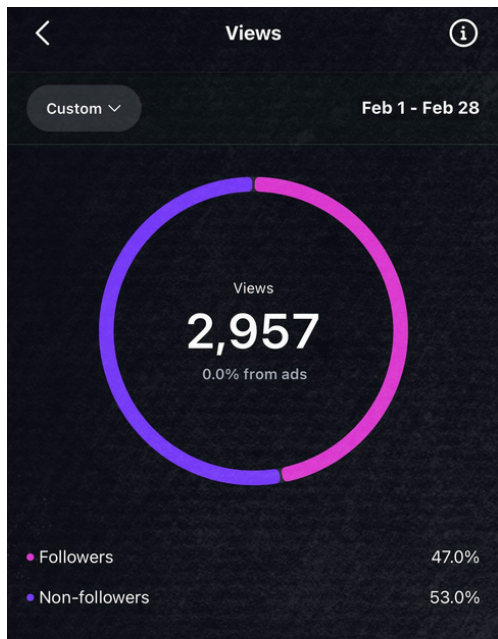 Views
Custom
Feb 1 - Feb 28
Views
2,957
0.0% from ads
Followers 47.0%
Non-followers 53.0%